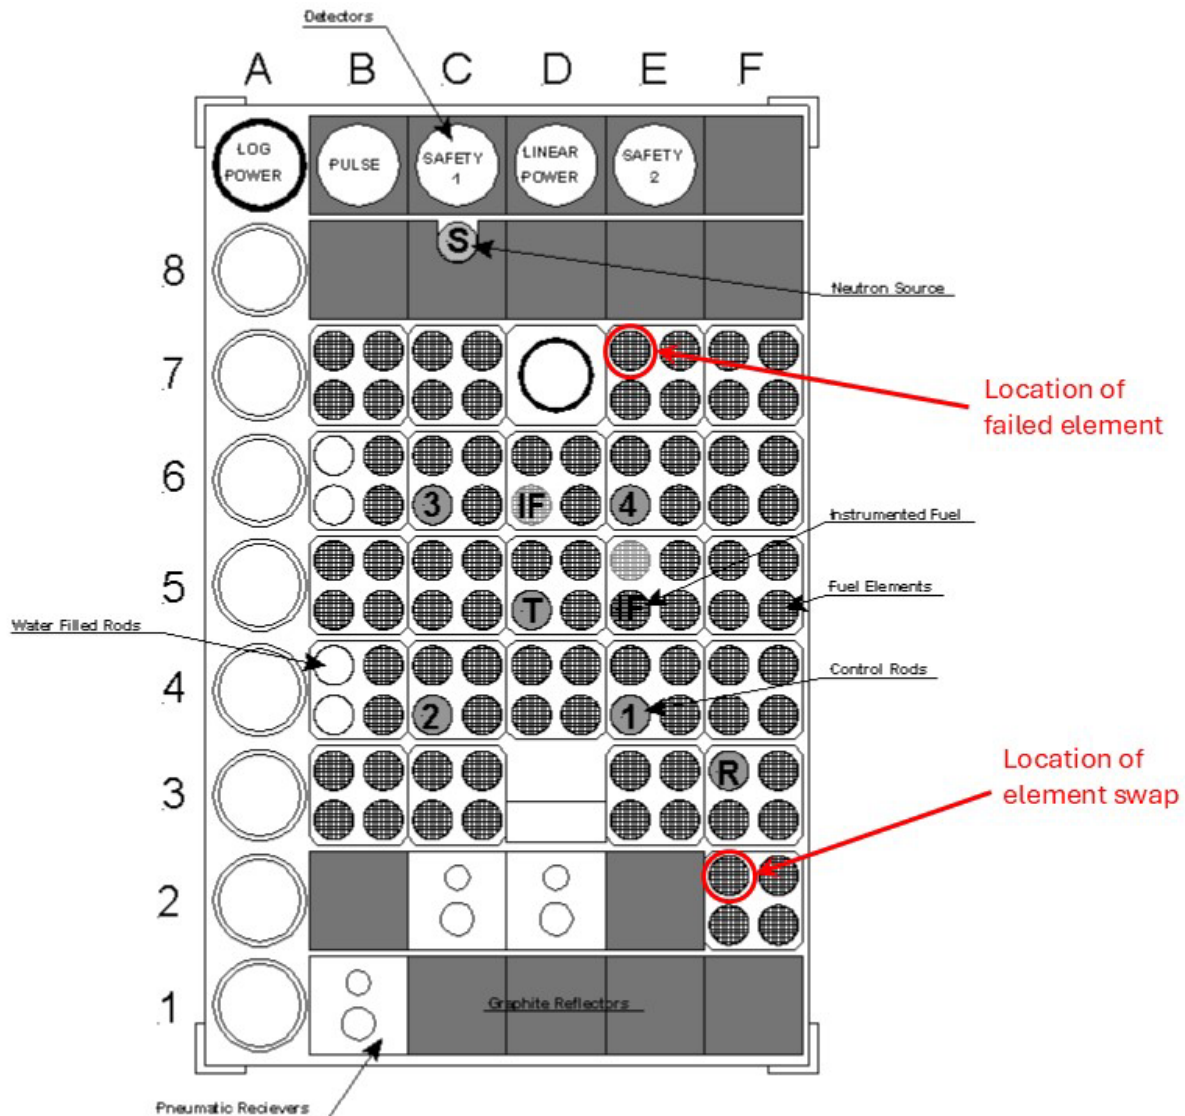 Detectors
A B C D E F
LOG
POWER
PULSE
SAFETY
1
LINEAR
POWER
SAFETY
2
S
8
Neutron Source
7
Location of
failed element
6
3
IF
4
Instrumented Fuel
5
T
IF
Fuel Elements
Water Filled Rods
4
2
1
Control Rods
3
R
Location of
element swap
2
1
Graphite Reflectors
Pneumatic Recievers